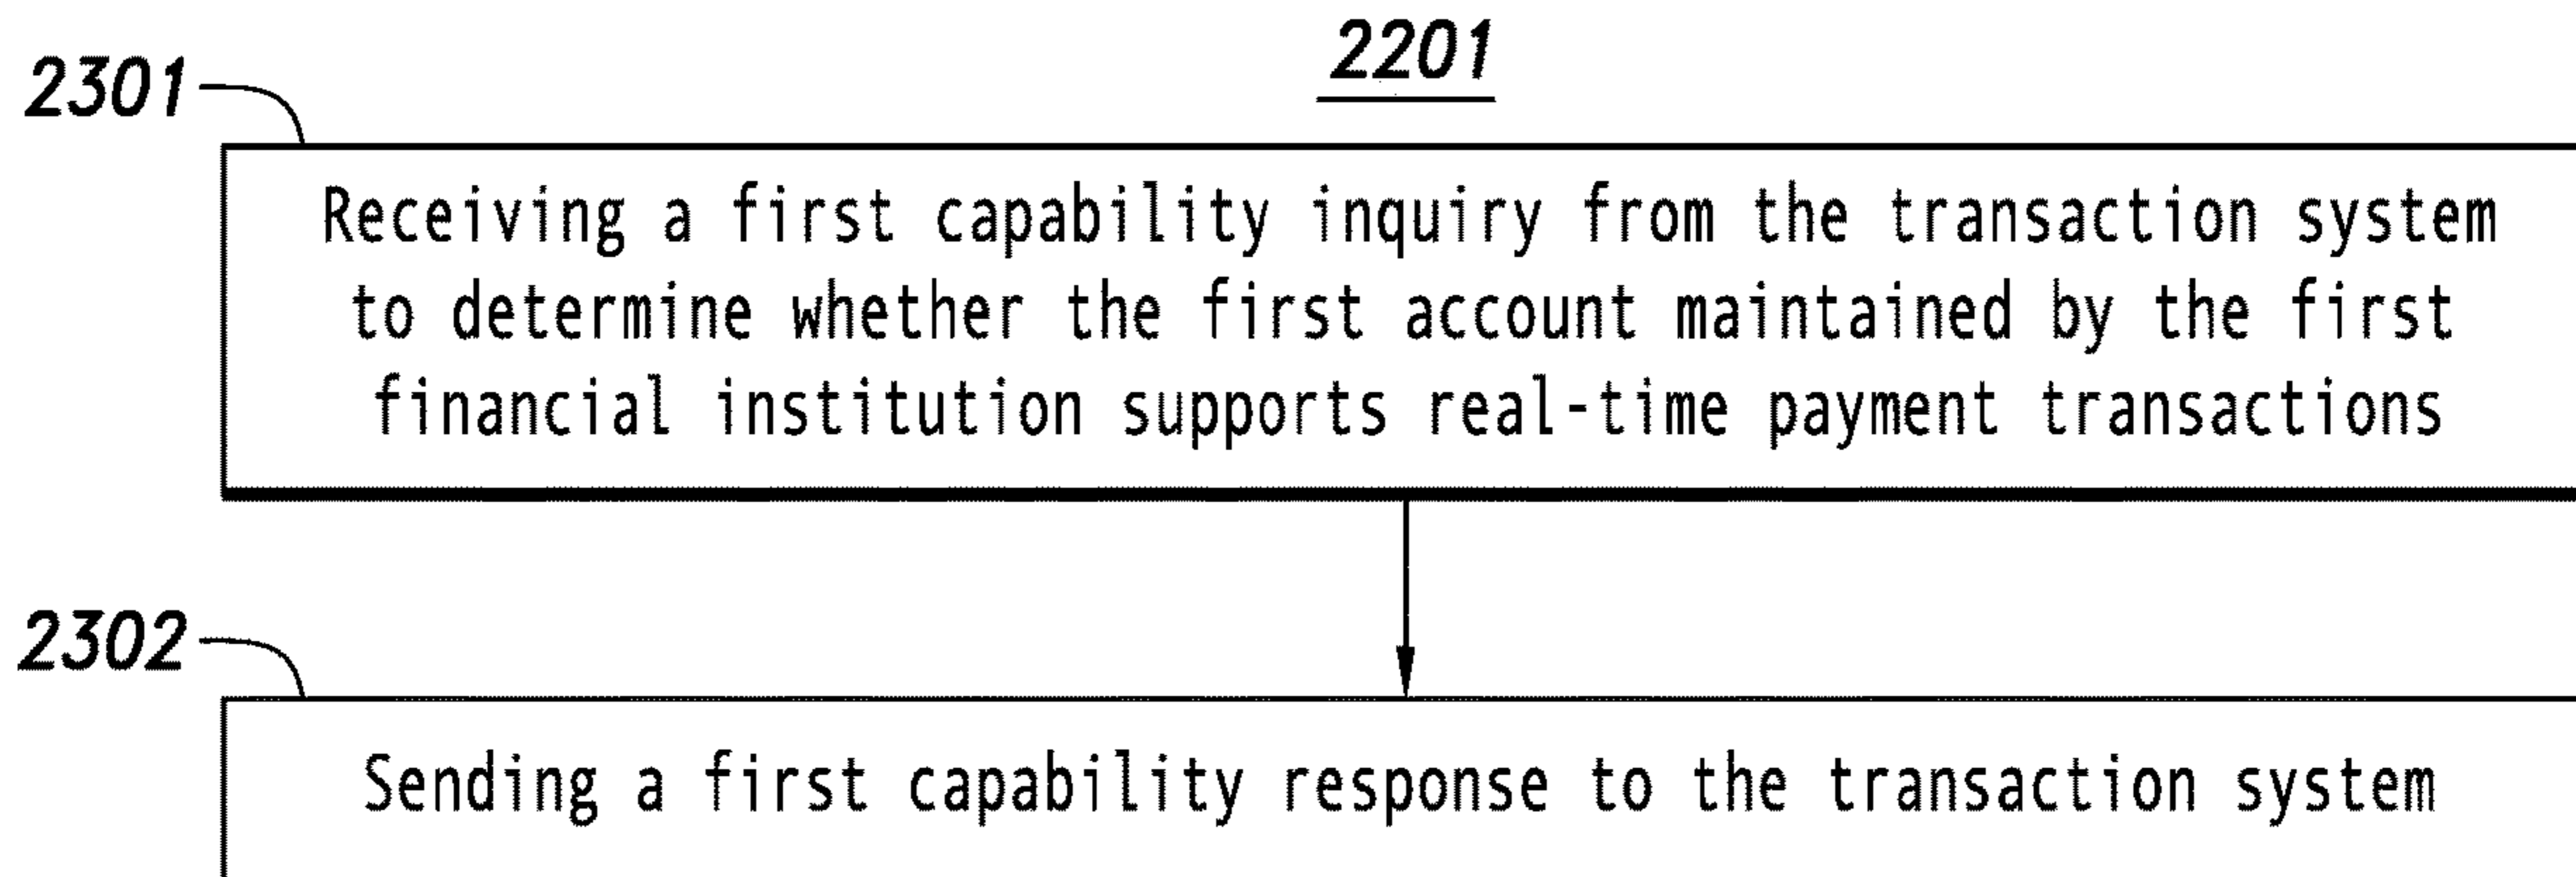 2201
2301
Receiving a first capability inquiry from the transaction system
to determine whether the first account maintained by the first
financial institution supports real-time payment transactions
2302
Sending a first capability response to the transaction system